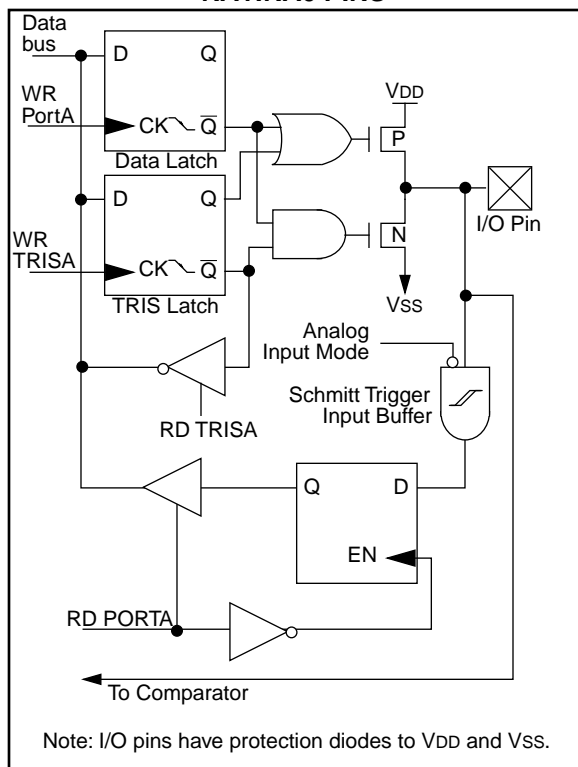 Data
bus
D Q
VDD
WR
PortA
CK Q
P
Data Latch
D Q
I/O Pin
WR
TRISA
N
CK Q
VSS
TRIS Latch
Analog
Input Mode
Schmitt Trigger
Input Buffer
RD TRISA
Q D
EN
RD PORTA
To Comparator
Note: I/O pins have protection diodes to VDD and VSS.